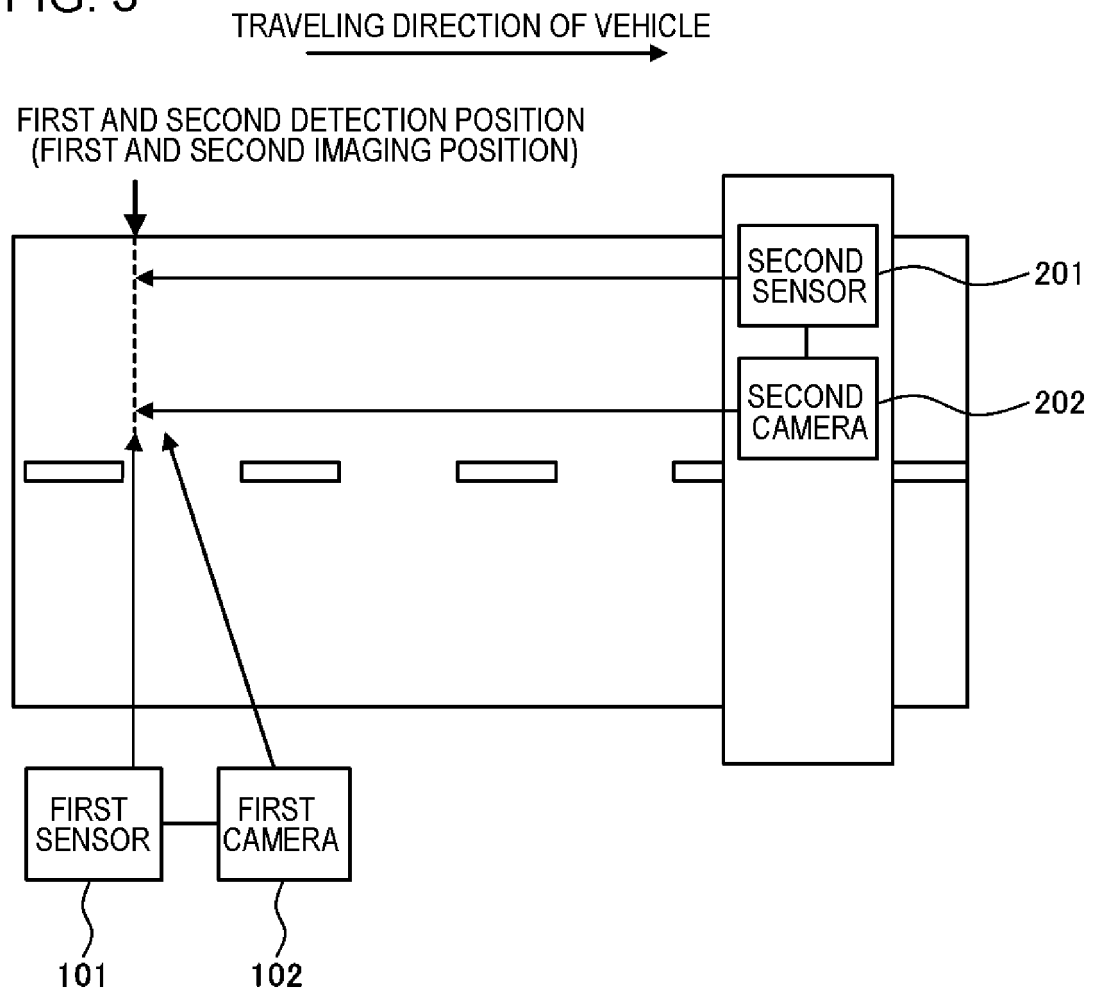 TRAVELING DIRECTION OF VEHICLE
FIRST AND SECOND DETECTION POSITION
(FIRST AND SECOND IMAGING POSITION)
SECOND
SENSOR
201
SECOND
CAMERA
202
FIRST
SENSOR
FIRST
CAMERA
101
102